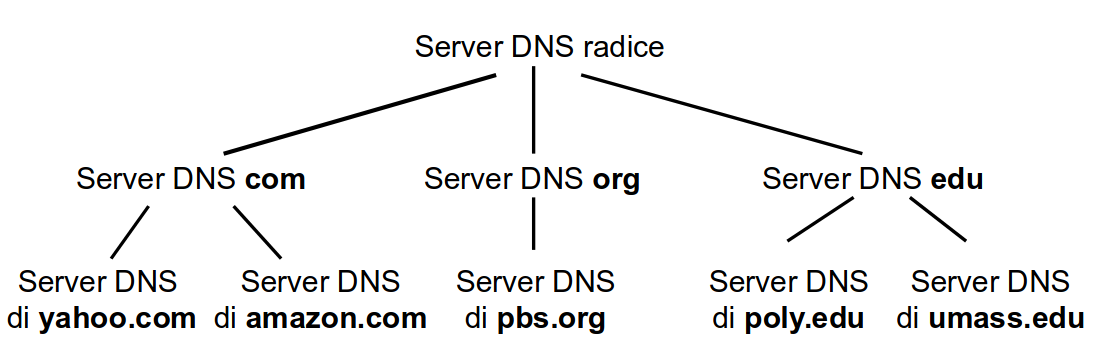 Server DNS radice
Server DNS com
Server DNS org
Server DNS edu
Server DNS
di yahoo.com
Server DNS
di amazon.com
Server DNS
di pbs.org
Server DNS
di poly.edu
Server DNS
di umass.edu